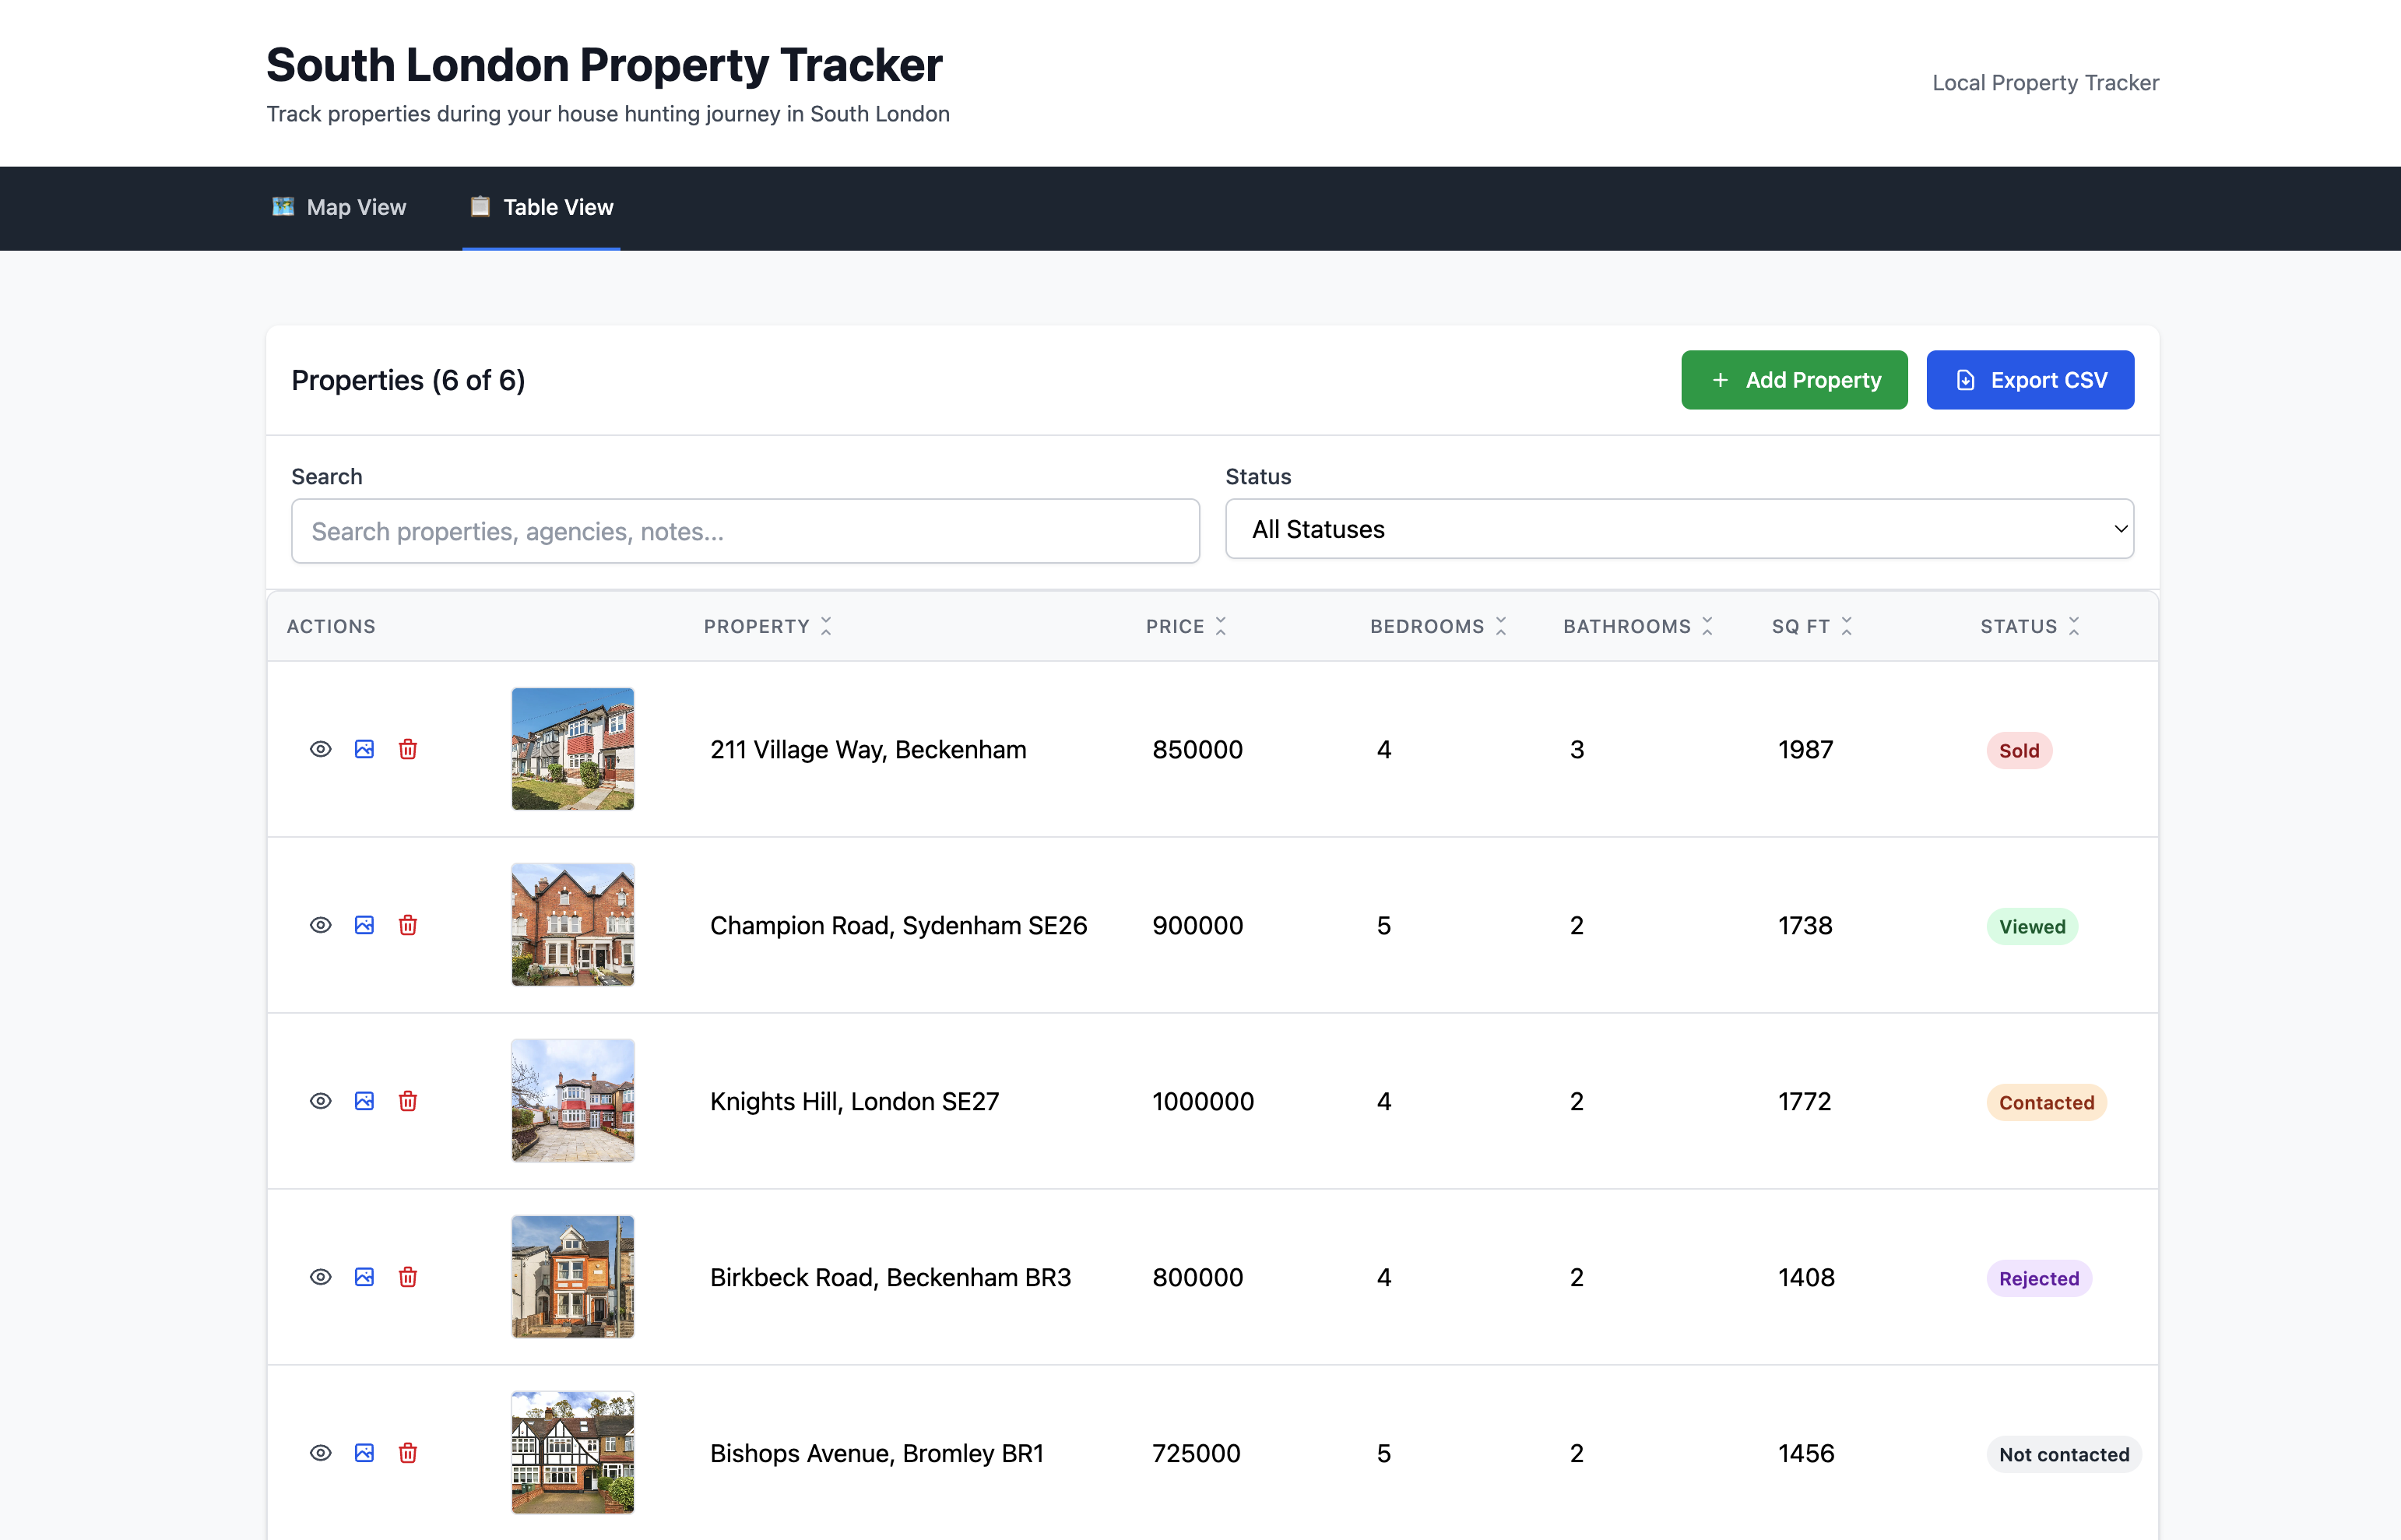 South London Property Tracker
Track properties during your house hunting journey in South London
Local Property Tracker
Map View
Table View
Properties (6 of 6)
Add Property
Export CSV
Search
Status
Search properties, agencies, notes...
All Statuses
ACTIONS PROPERTY PRICE BEDROOMS BATHROOMS SQ FT STATUS
211 Village Way, Beckenham 850000 4 3 1987 Sold
Champion Road, Sydenham SE26 900000 5 2 1738 Viewed
Knights Hill, London SE27 1000000 4 2 1772 Contacted
Birkbeck Road, Beckenham BR3 800000 4 2 1408 Rejected
Bishops Avenue, Bromley BR1 725000 5 2 1456 Not contacted